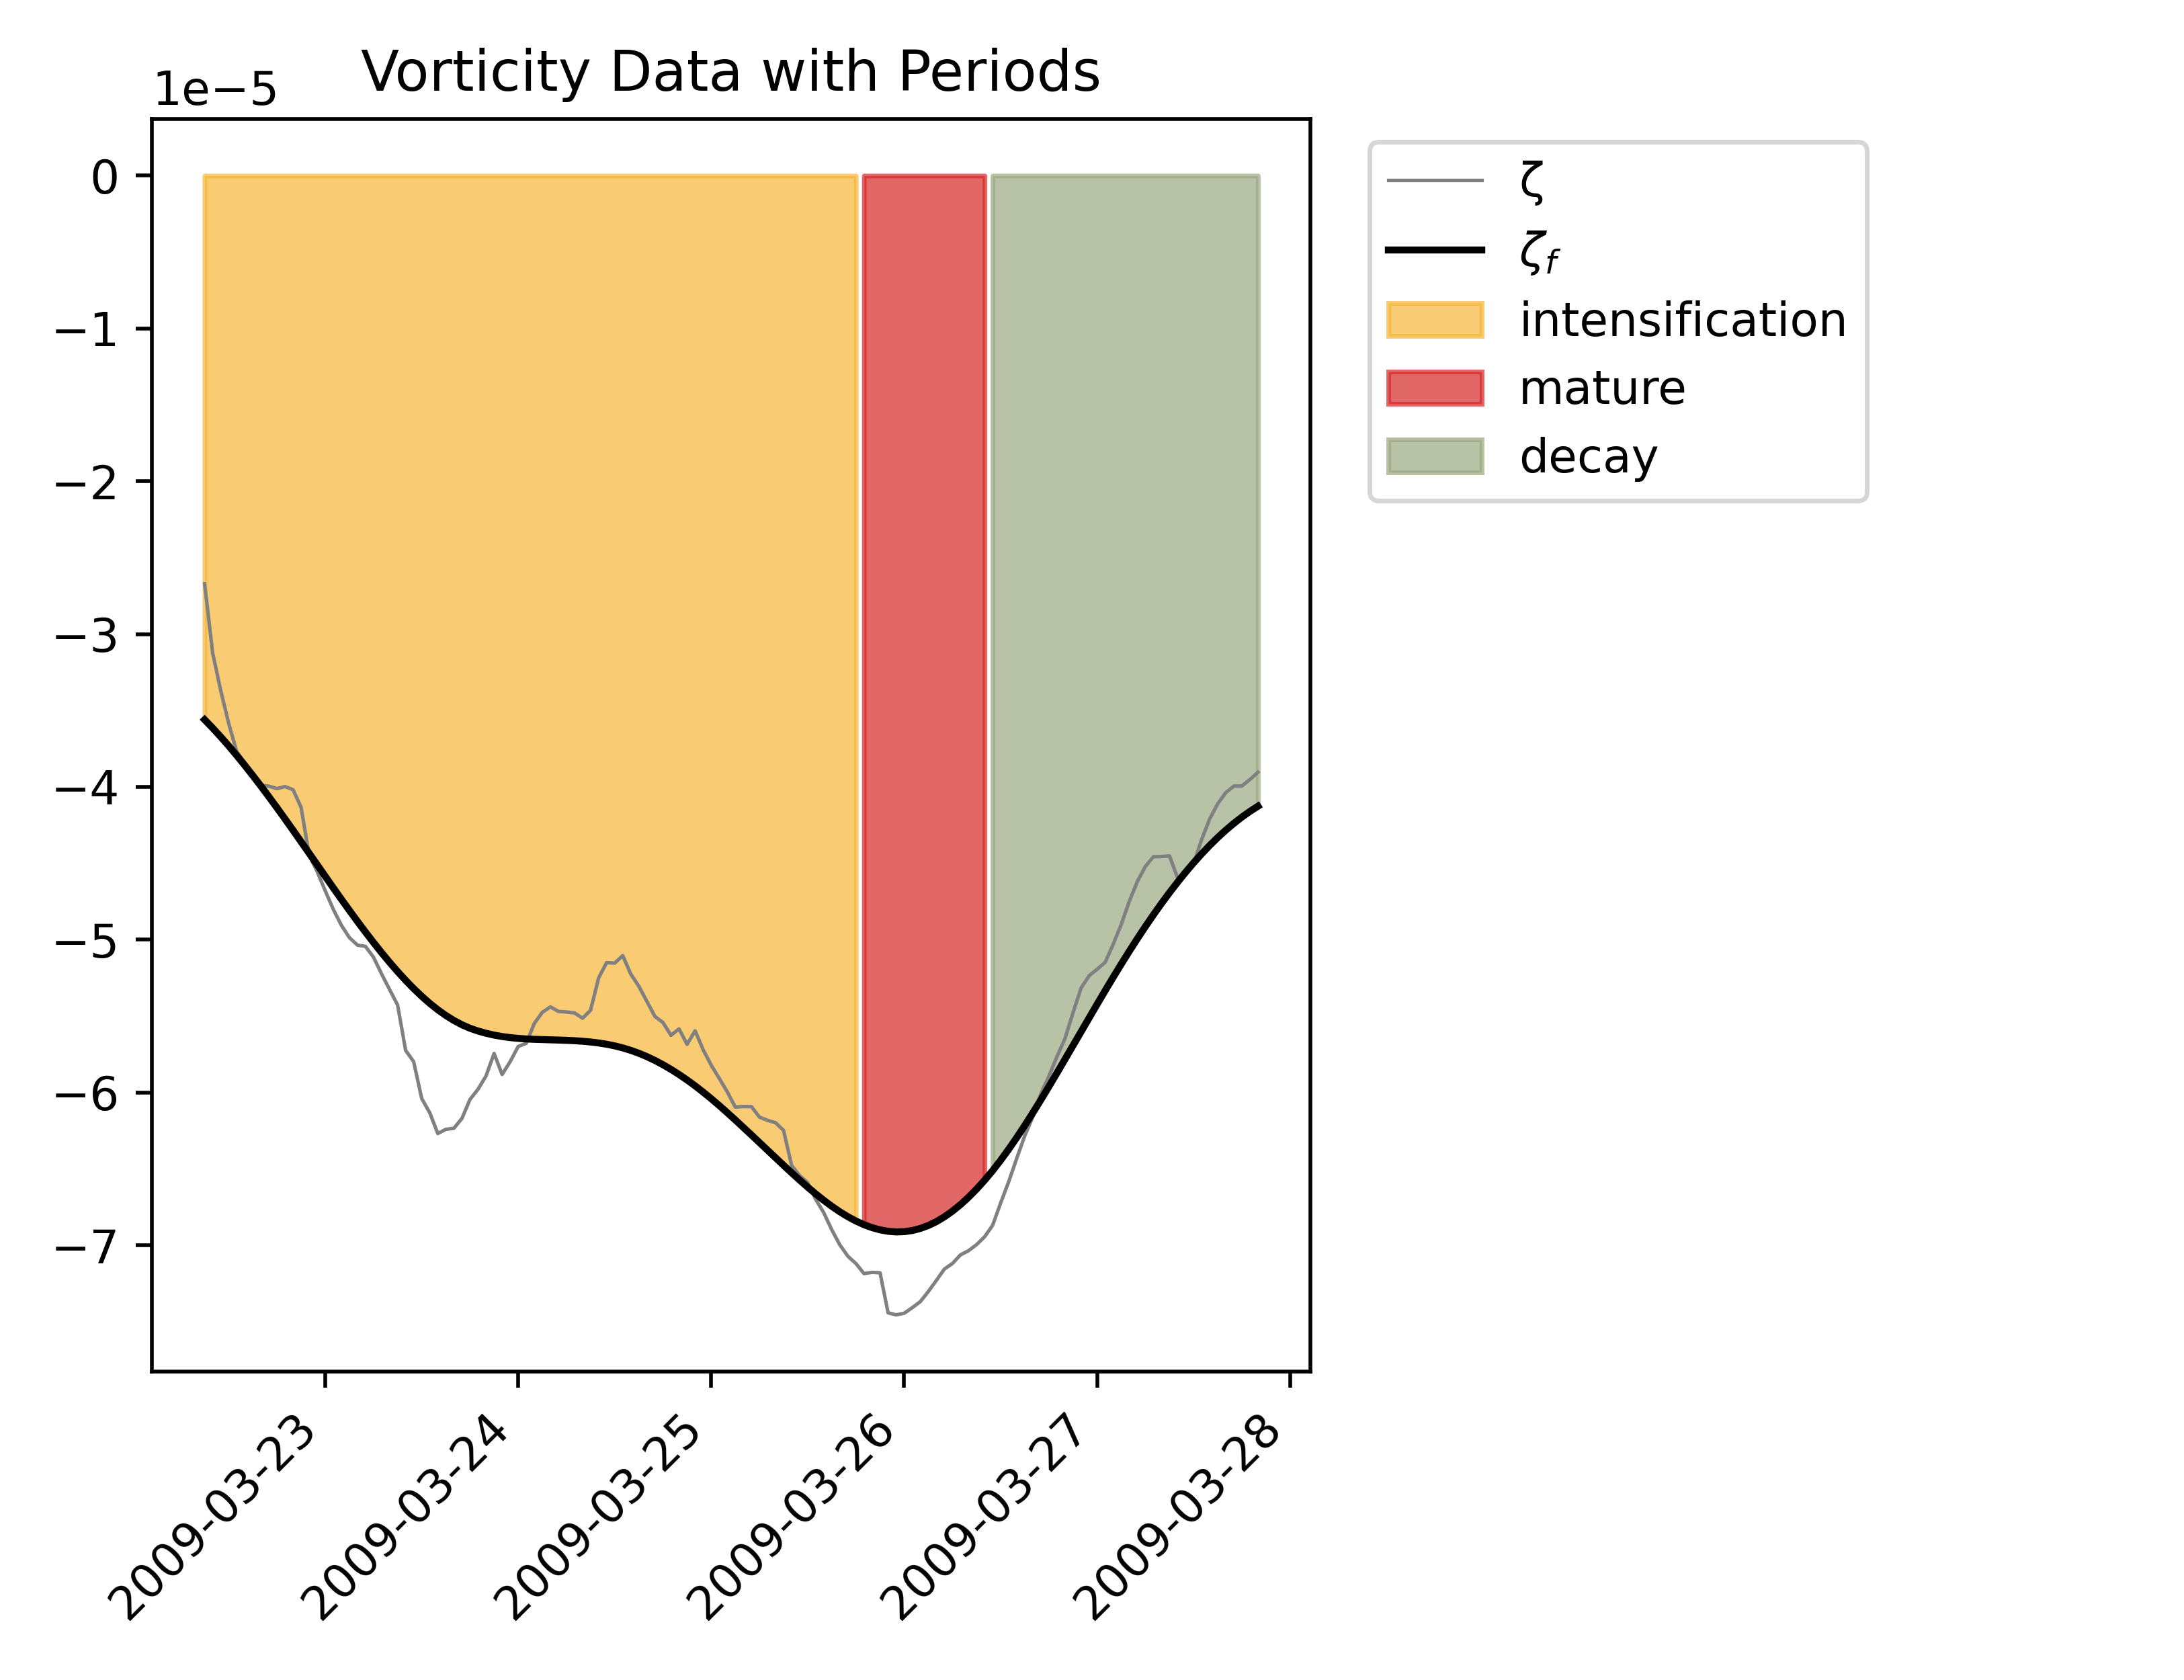 Vorticity Data with Periods
1e−5
0
−1
−2
−3
−4
−5
−6
−7
2009-03-23
2009-03-24
2009-03-25
2009-03-26
2009-03-27
2009-03-28
ζ
ζf
intensification
mature
decay